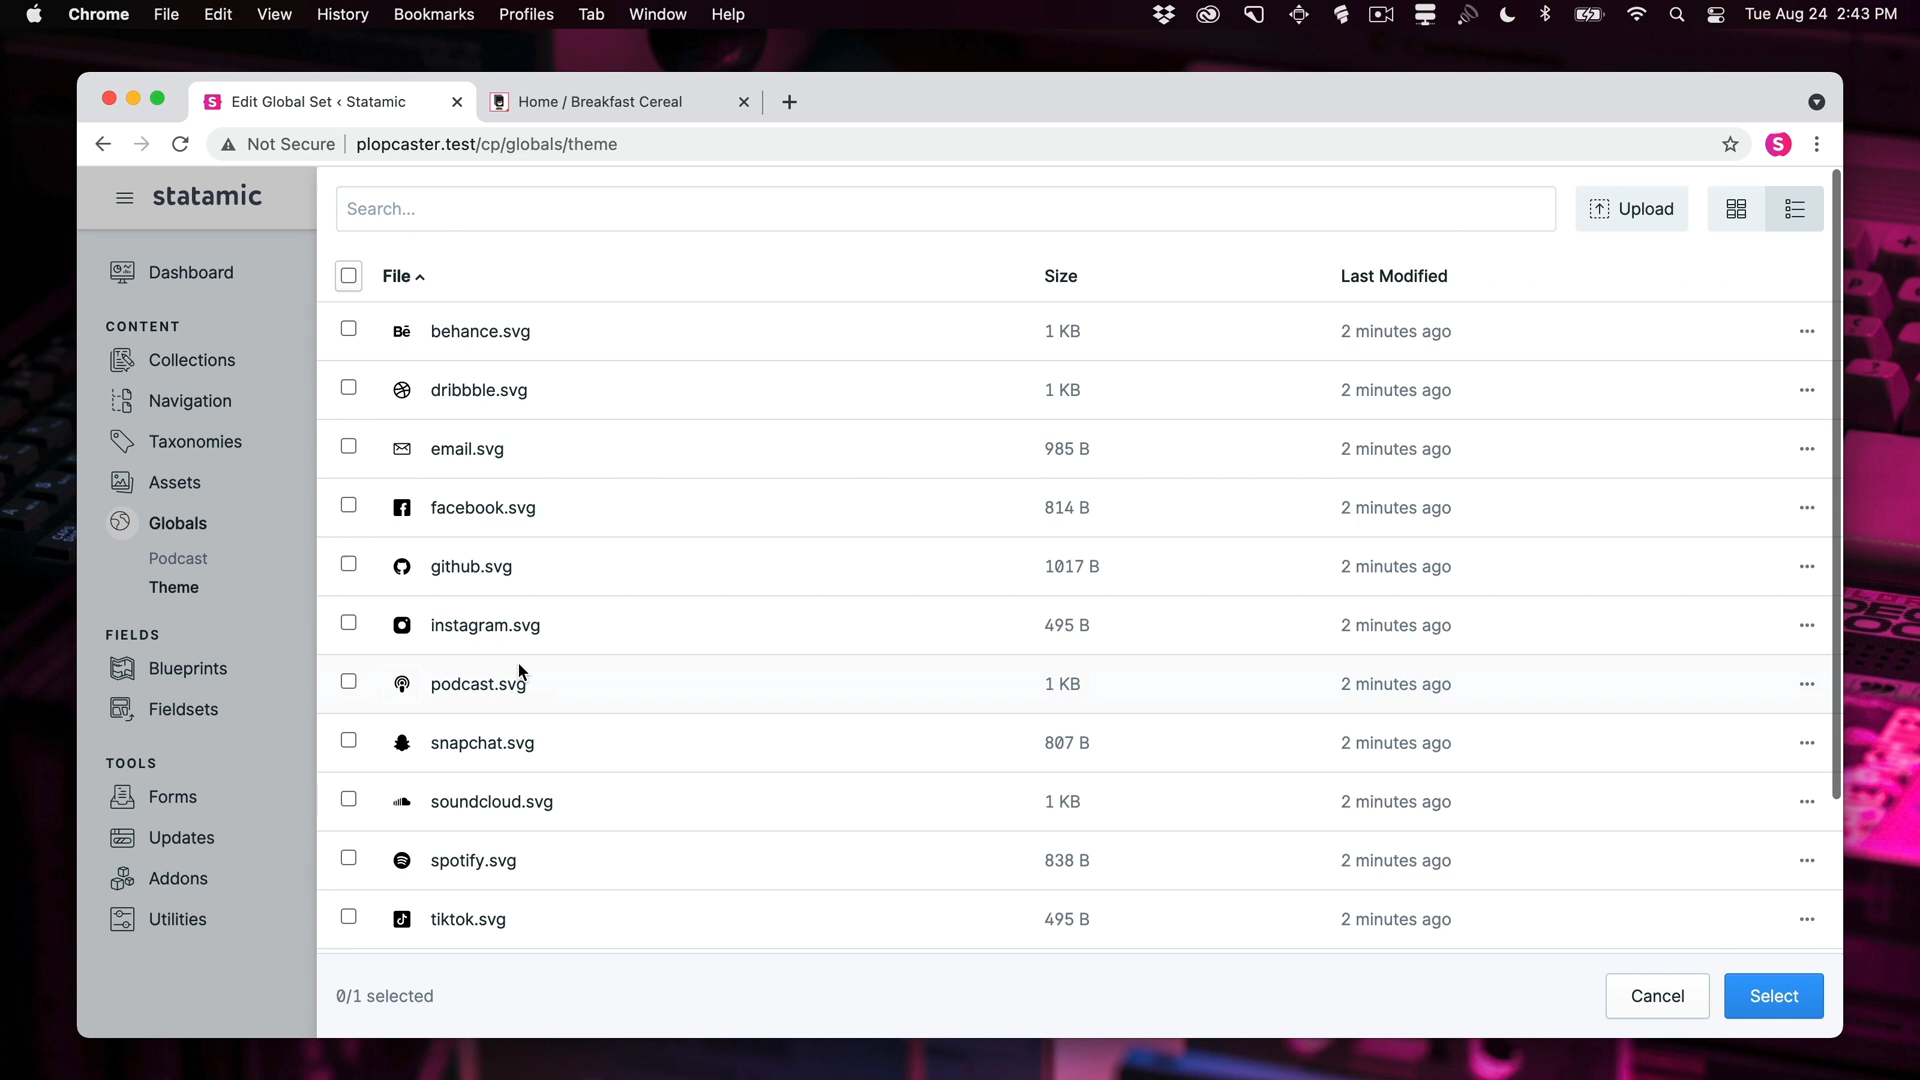 Chrome File Edit View History Bookmarks Profiles Tab Window Help Tue Aug 24 2:43 PM
Edit Global Set ‹ Statamic Home / Breakfast Cereal
Not Secure plopcaster.test/cp/globals/theme S
statamic
Search... Upload
Dashboard
File Size Last Modified
CONTENT
Collections
Navigation
Taxonomies
Assets
Globals
Podcast
Theme
FIELDS
Blueprints
Fieldsets
TOOLS
Forms
Updates
Addons
Utilities
Bē behance.svg 1 KB 2 minutes ago
dribbble.svg 1 KB 2 minutes ago
email.svg 985 B 2 minutes ago
facebook.svg 814 B 2 minutes ago
github.svg 1017 B 2 minutes ago
instagram.svg 495 B 2 minutes ago
podcast.svg 1 KB 2 minutes ago
snapchat.svg 807 B 2 minutes ago
soundcloud.svg 1 KB 2 minutes ago
spotify.svg 838 B 2 minutes ago
tiktok.svg 495 B 2 minutes ago
0/1 selected Cancel Select